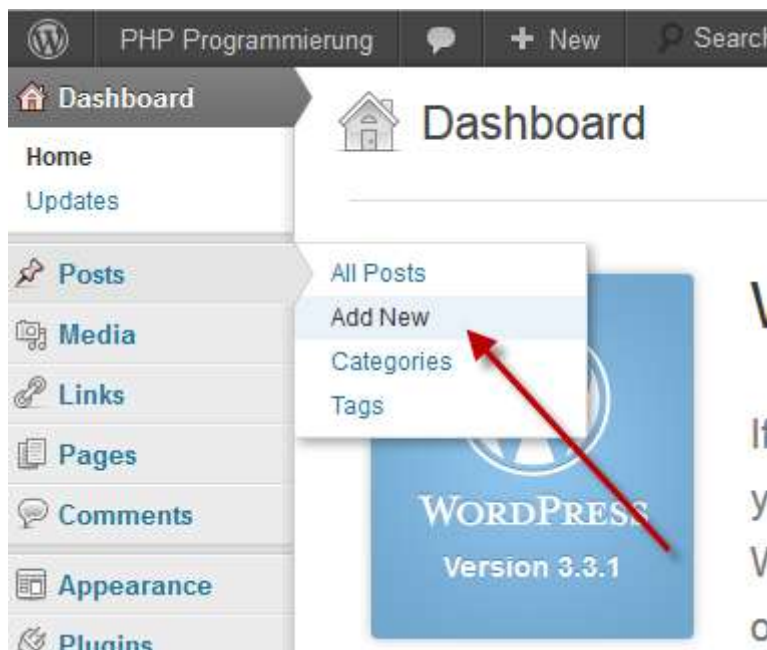 PHP Programmierung
New
Search
Dashboard
Home
Updates
Dashboard
Posts
Media
Links
Pages
Comments
Appearance
Plugins
All Posts
Add New
Categories
Tags
WORDPRESS
Version 3.3.1